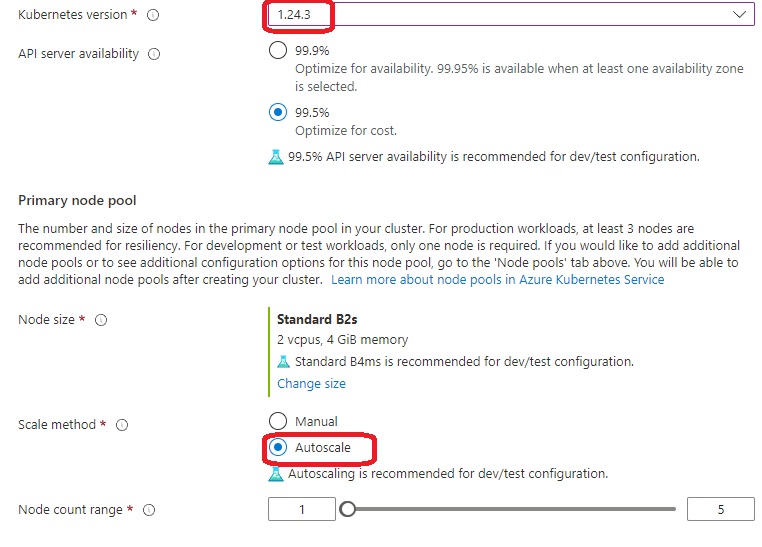 Kubernetes version *
1.24.3
API server availability
99.9%
Optimize for availability. 99.95% is available when at least one availability zone
is selected.
99.5%
Optimize for cost.
99.5% API server availability is recommended for dev/test configuration.
Primary node pool
The number and size of nodes in the primary node pool in your cluster. For production workloads, at least 3 nodes are
recommended for resiliency. For development or test workloads, only one node is required. If you would like to add additional
node pools or to see additional configuration options for this node pool, go to the 'Node pools' tab above. You will be able to
add additional node pools after creating your cluster. Learn more about node pools in Azure Kubernetes Service
Node size *
Standard B2s
2 vcpus, 4 GiB memory
Standard B4ms is recommended for dev/test configuration.
Change size
Scale method *
Manual
Autoscale
Autoscaling is recommended for dev/test configuration.
Node count range *
1
5